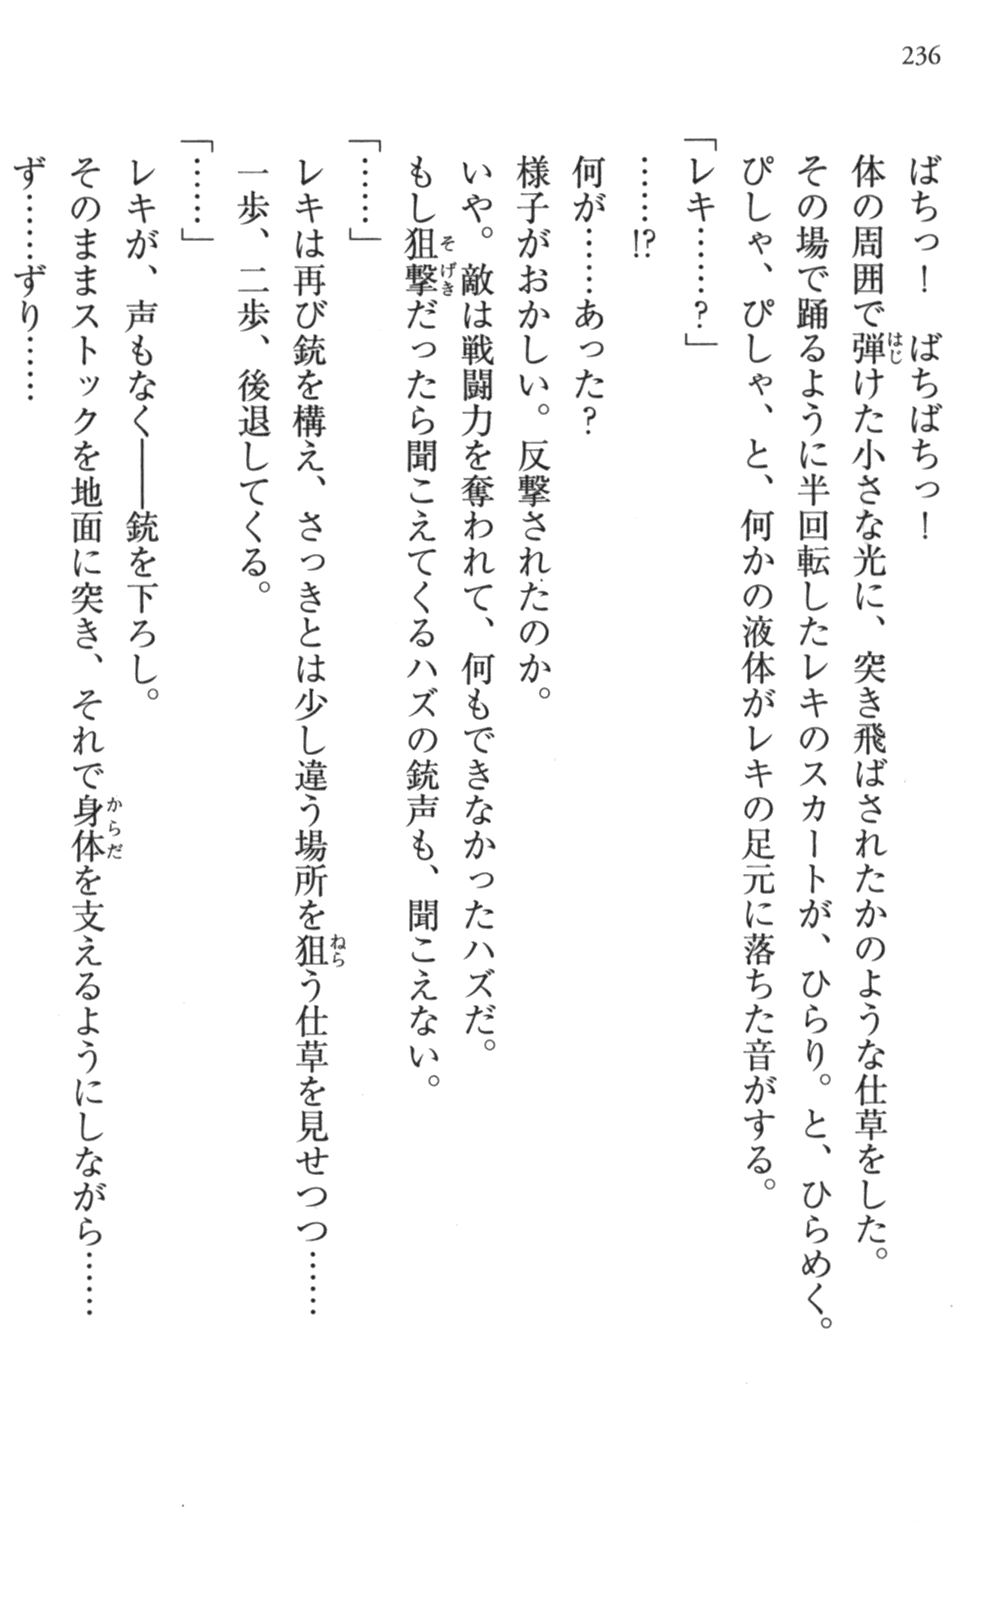 236
ばちっ！　ばちばちっ！
体の周囲で弾けた小さな光に、突き飛ばされたかのような仕草をした。
その場で踊るように半回転したレキのスカートが、ひらり。と、ひらめく。
ぴしゃ、ぴしゃ、と、何かの液体がレキの足元に落ちた音がする。
「レキ……？」
……!?
何が……あった？
様子がおかしい。反撃されたのか。
いや。敵は戦闘力を奪われて、何もできなかったハズだ。
もし狙撃だったら聞こえてくるハズの銃声も、聞こえない。
「……」
レキは再び銃を構え、さっきとは少し違う場所を狙う仕草を見せつつ……
一歩、二歩、後退してくる。
「……」
レキが、声もなく――銃を下ろし。
そのままストックを地面に突き、それで身体を支えるようにしながら……
ず……ずり……